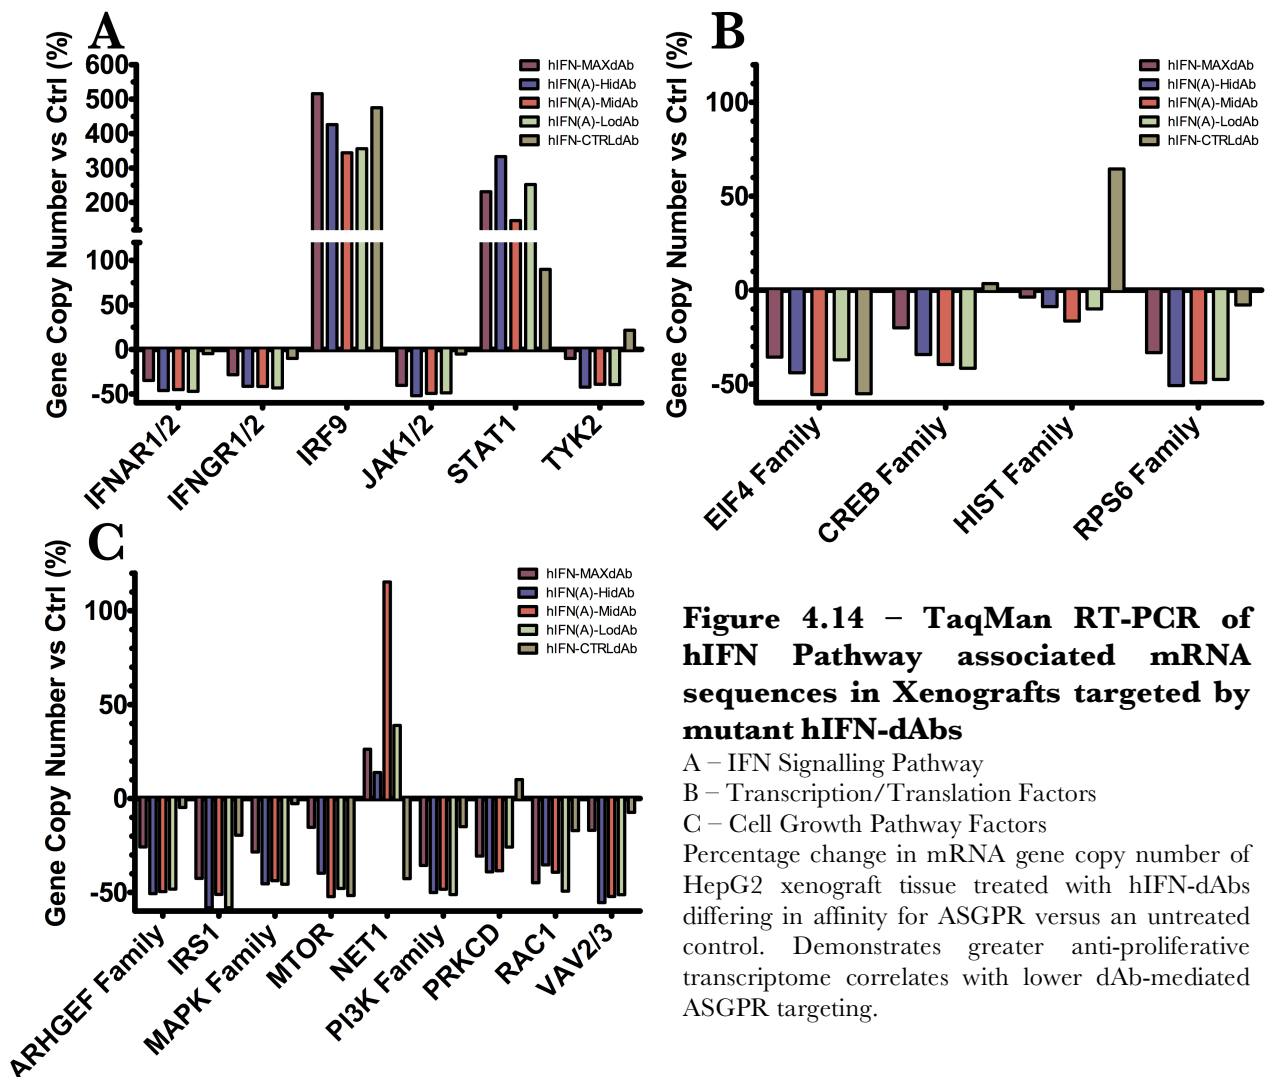 A
Gene Copy Number vs Ctrl (%)
600
500
400
300
200
100
50
0
-50
hIFN-MAXdAb
hIFN(A)-HidAb
hIFN(A)-MidAb
hIFN(A)-LodAb
hIFN-CTRLdAb
IFNAR1/2
IFNGR1/2
IRF9
JAK1/2
STAT1
TYK2
B
Gene Copy Number vs Ctrl (%)
100
50
0
-50
hIFN-MAXdAb
hIFN(A)-HidAb
hIFN(A)-MidAb
hIFN(A)-LodAb
hIFN-CTRLdAb
EIF4 Family
CREB Family
HIST Family
RPS6 Family
C
Gene Copy Number vs Ctrl (%)
100
50
0
-50
hIFN-MAXdAb
hIFN(A)-HidAb
hIFN(A)-MidAb
hIFN(A)-LodAb
hIFN-CTRLdAb
ARHGEF Family
IRS1
MAPK Family
MTOR
NET1
PI3K Family
PRKCD
RAC1
VAV2/3
Figure 4.14 – TaqMan RT-PCR of
hIFN Pathway associated mRNA
sequences in Xenografts targeted by
mutant hIFN-dAbs
A – IFN Signalling Pathway
B – Transcription/Translation Factors
C – Cell Growth Pathway Factors
Percentage change in mRNA gene copy number of
HepG2 xenograft tissue treated with hIFN-dAbs
differing in affinity for ASGPR versus an untreated
control. Demonstrates greater anti-proliferative
transcriptome correlates with lower dAb-mediated
ASGPR targeting.